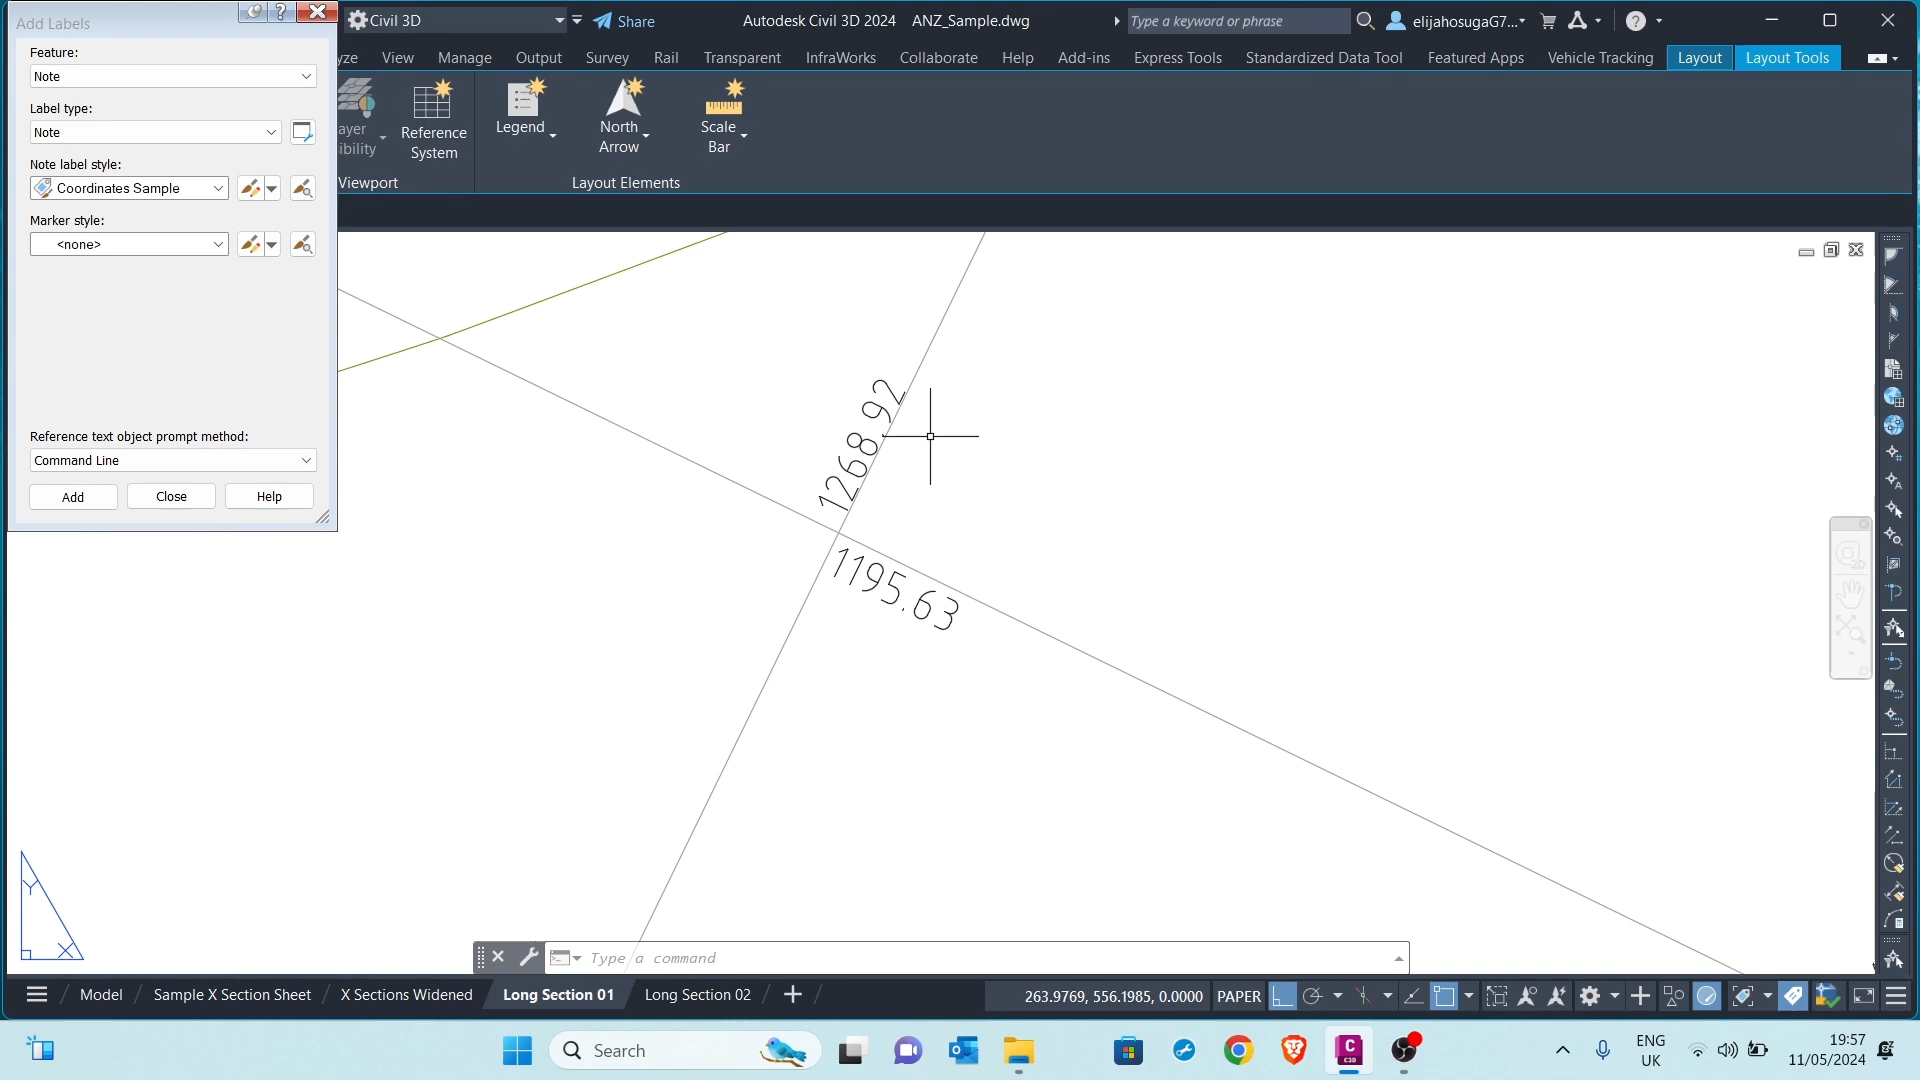 Add Labels
Civil 3D
Share
Autodesk Civil 3D 2024 ANZ_Sample.dwg
Type a keyword or phrase
elijahosugaG7...
Feature:
Note
Label type:
Note
Note label style:
Coordinates Sample
Marker style:
<none>
Reference text object prompt method:
Command Line
Add
Close
Help
yze
View
Manage
Output
Survey
Rail
Transparent
InfraWorks
Collaborate
Help
Add-ins
Express Tools
Standardized Data Tool
Featured Apps
Vehicle Tracking
Layout
Layout Tools
ayer
ibility
Reference
System
Legend
North
Arrow
Scale
Bar
Viewport
Layout Elements
1268.92
1195.63
2D
Y
X
Type a command
Model
Sample X Section Sheet
X Sections Widened
Long Section 01
Long Section 02
263.9769, 556.1985, 0.0000
PAPER
Search
C3D
ENG
UK
19:57
11/05/2024